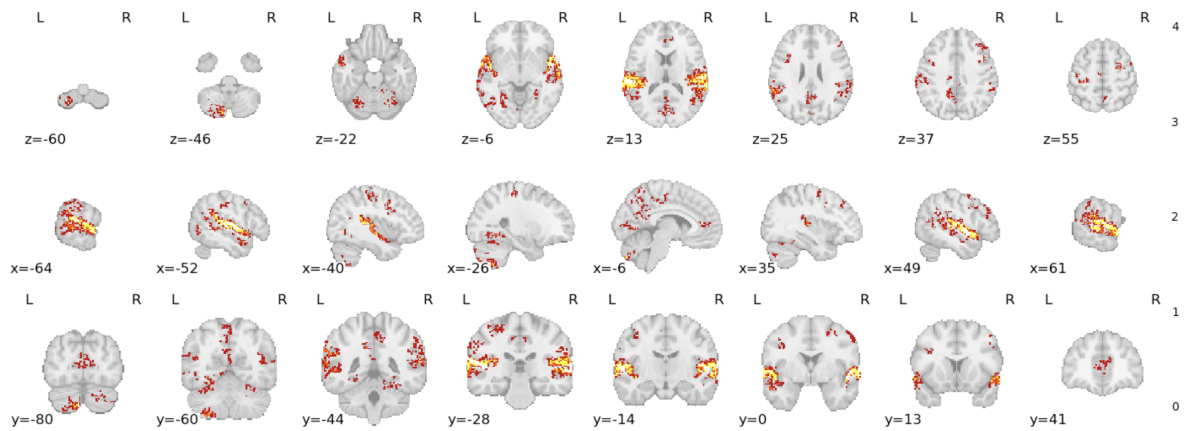 L R L R L R L R L R L R L R L R 4
z=-60 z=-46 z=-22 z=-6 z=13 z=25 z=37 z=55
3
2
x=-64 x=-52 x=-40 x=-26 x=-6 x=35 x=49 x=61
L R L R L R L R L R L R L R L R 1
y=-80 y=-60 y=-44 y=-28 y=-14 y=0 y=13 y=41 0